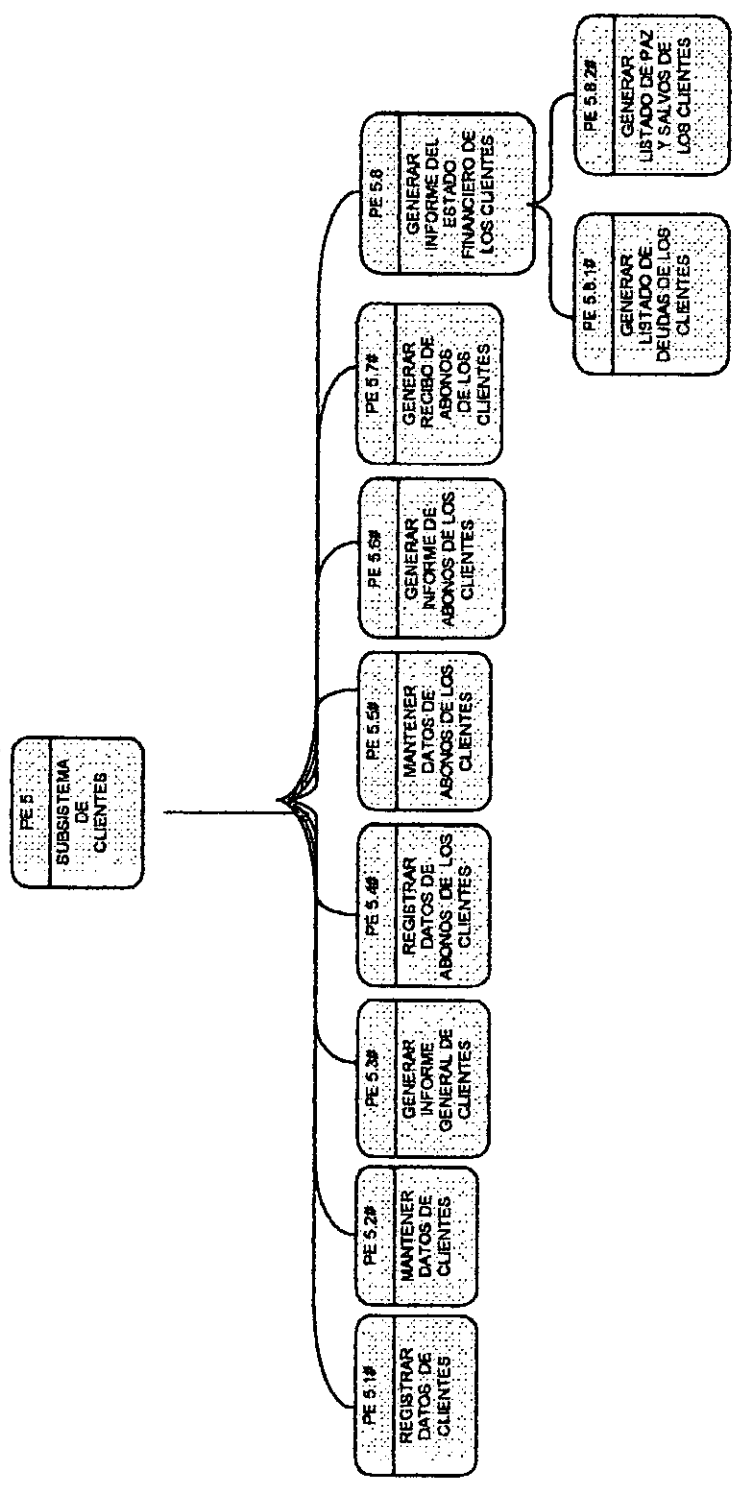 PE 5
SUBSISTEMA
DE
CLIENTES
PE 5.1#
REGISTRAR
DATOS DE
CLIENTES
PE 5.2#
MANTENER
DATOS DE
CLIENTES
PE 5.3#
GENERAR
INFORME
GENERAL DE
CLIENTES
PE 5.4#
REGISTRAR
DATOS DE
ABONOS DE LOS
CLIENTES
PE 5.5#
MANTENER
DATOS DE
ABONOS DE LOS
CLIENTES
PE 5.6#
GENERAR
INFORME DE
ABONOS DE LOS
CLIENTES
PE 5.7#
GENERAR
RECIBO DE
ABONOS
DE LOS
CLIENTES
PE 5.8
GENERAR
INFORME DEL
ESTADO
FINANCIERO DE
LOS CLIENTES
PE 5.8.1#
GENERAR
LISTADO DE
DEUDAS DE LOS
CLIENTES
PE 5.8.2#
GENERAR
LISTADO DE PAZ
Y SALVOS DE
LOS CLIENTES